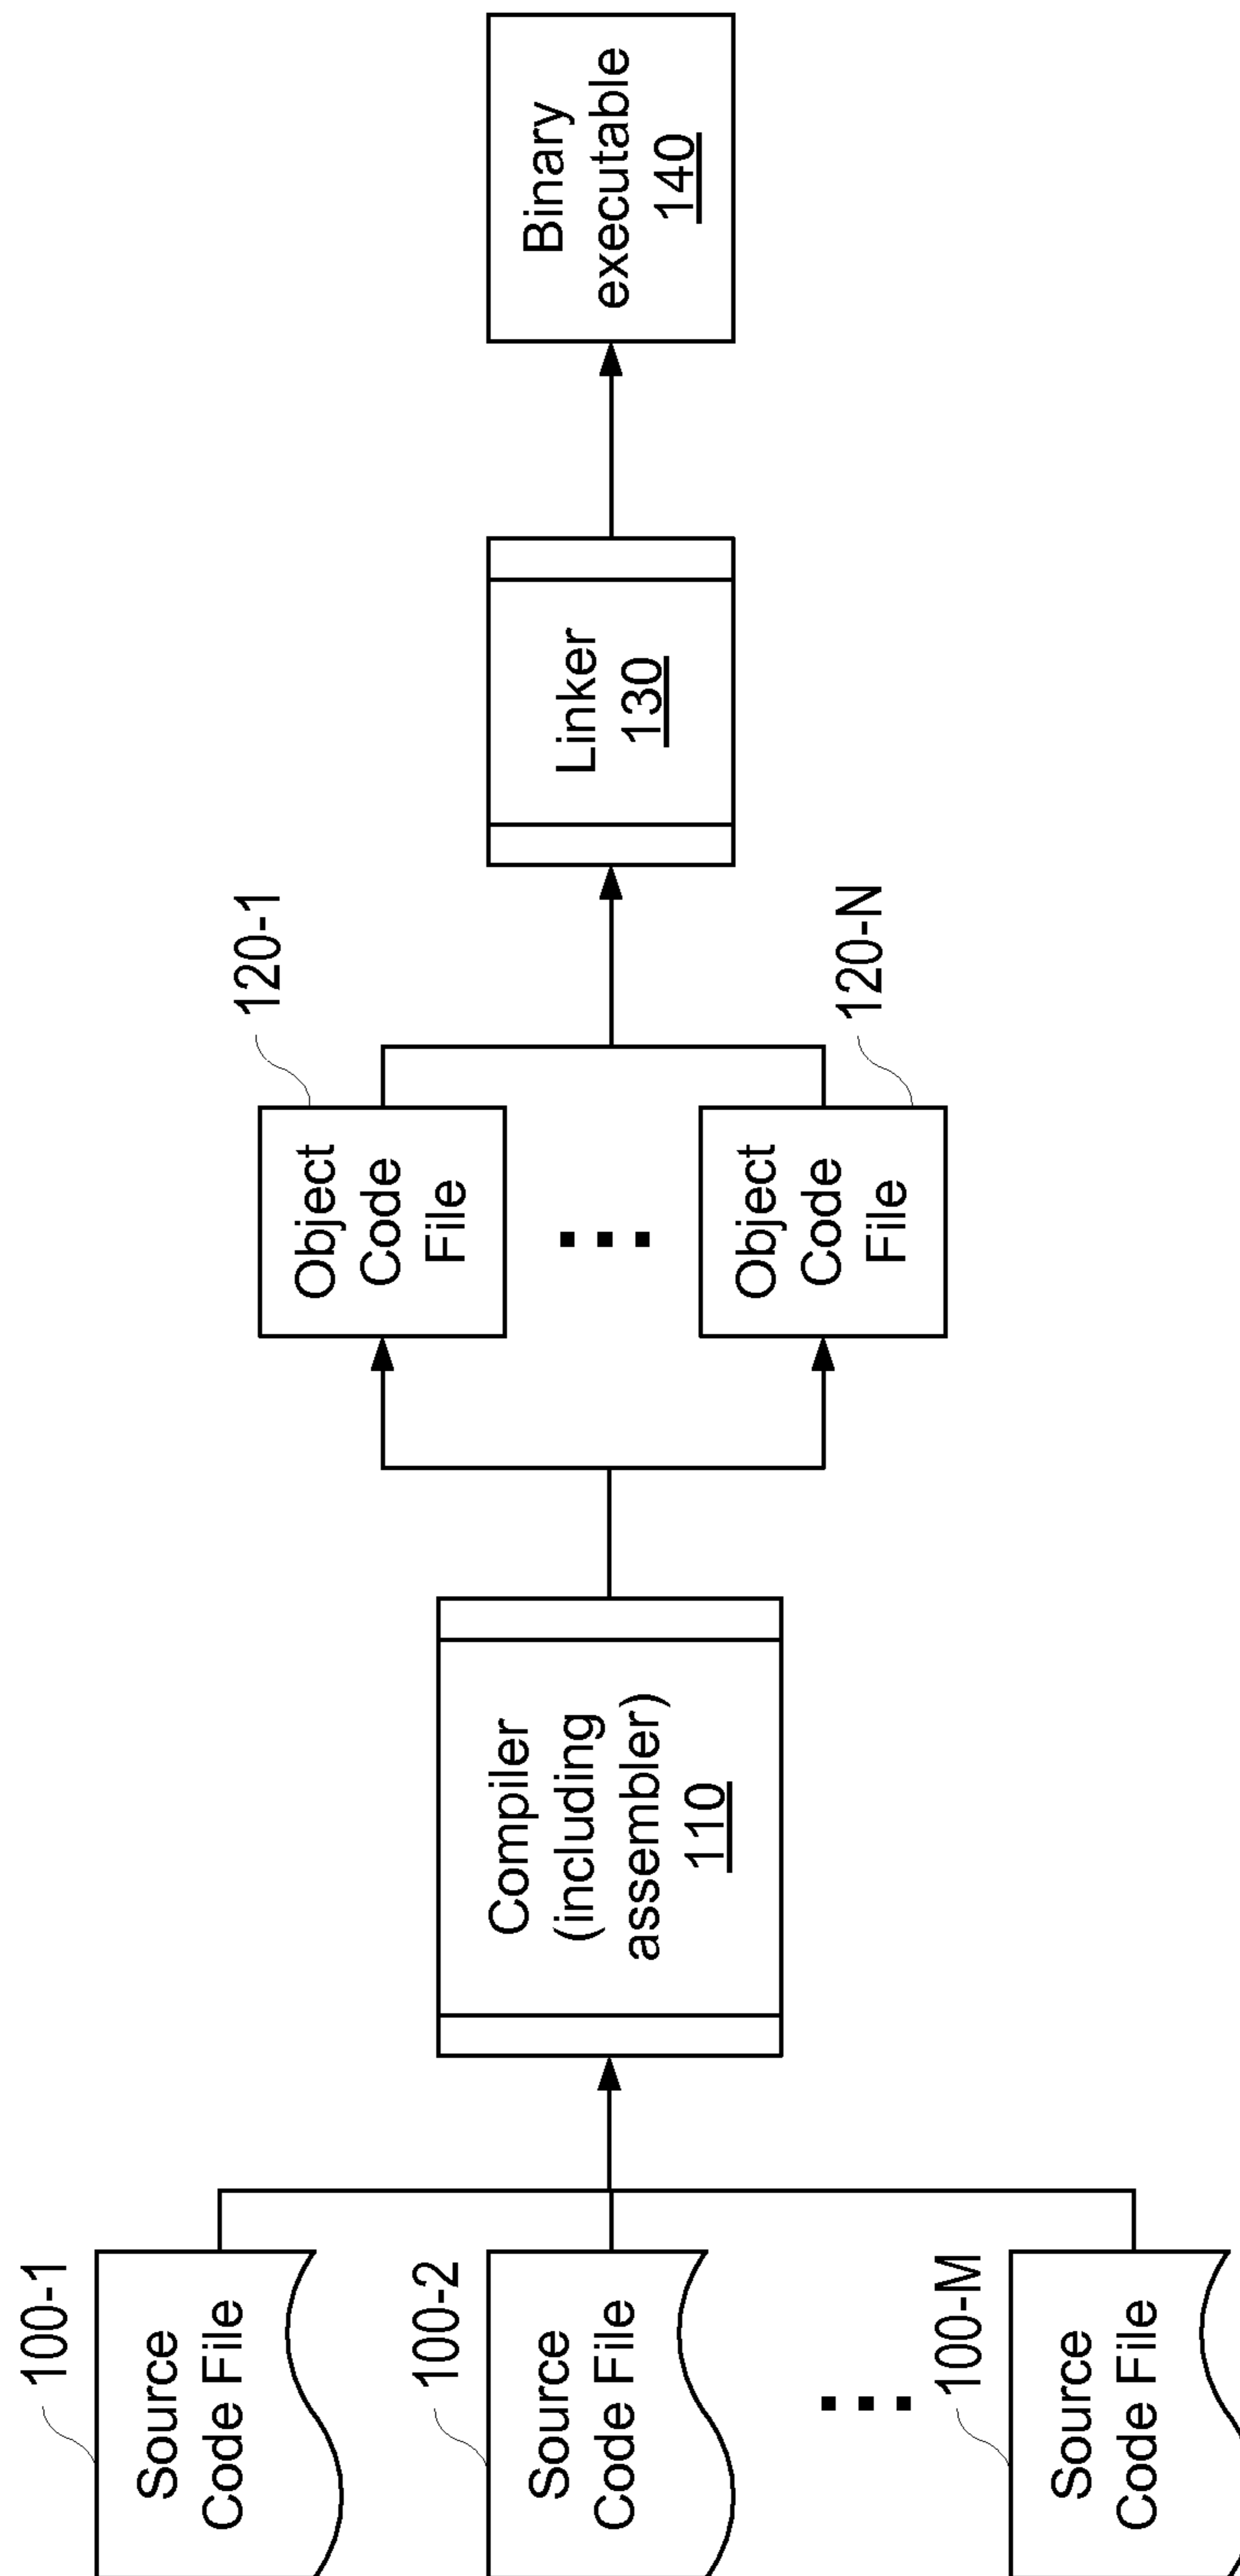 100-1
Source
Code File
100-2
Source
Code File
100-M
Source
Code File
Compiler
(including
assembler)
110
120-1
Object
Code
File
120-N
Object
Code
File
Linker
130
Binary
executable
140